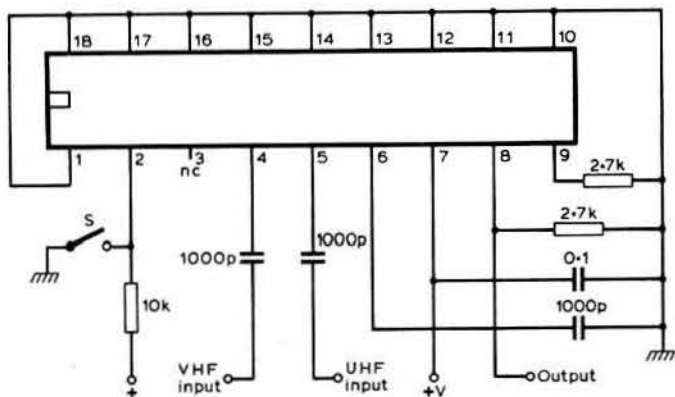 18 17 16 15 14 13 12 11 10
1 2 3 4 5 6 7 8 9
nc
2·7k
S
2·7k
1000p
1000p
0·1
10k
1000p
VHF input
UHF input
+
+V
Output